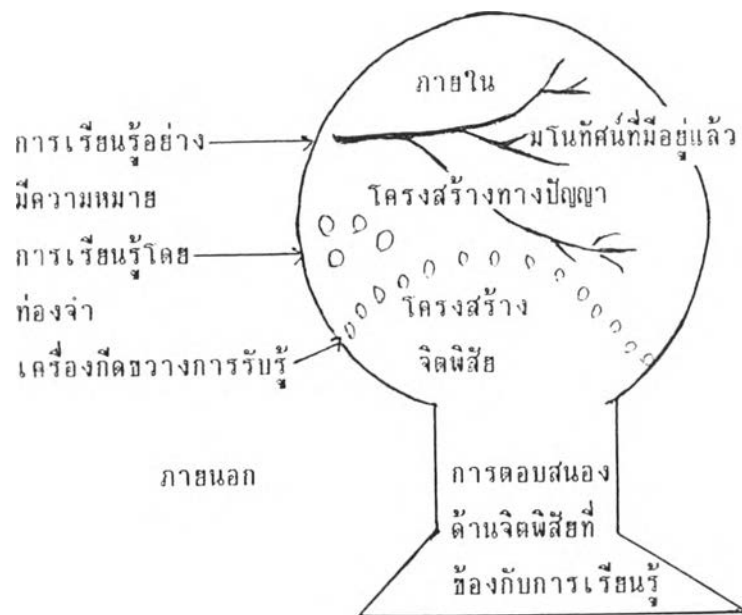 ภายใน
การเรียนรู้อย่าง
มีความหมาย
มโนทัศน์ที่มีอยู่แล้ว
โครงสร้างทางปัญญา
การเรียนรู้โดย
ท่องจำ
เครื่องกีดขวางการรับรู้
โครงสร้าง
จิตพิสัย
ภายนอก
การตอบสนอง
ด้านจิตพิสัยที่
ข้องกับการเรียนรู้